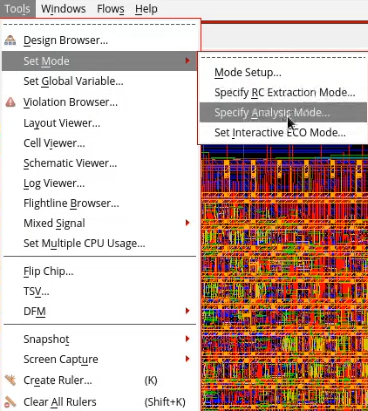 Tools Windows Flows Help
Design Browser...
Set Mode
Set Global Variable...
Violation Browser...
Layout Viewer...
Cell Viewer...
Schematic Viewer...
Log Viewer...
Flightline Browser...
Mixed Signal
Set Multiple CPU Usage...
Flip Chip...
TSV...
DFM
Snapshot
Screen Capture
Create Ruler... (K)
Clear All Rulers (Shift+K)
Mode Setup...
Specify RC Extraction Mode...
Specify Analysis Mode...
Set Interactive ECO Mode...